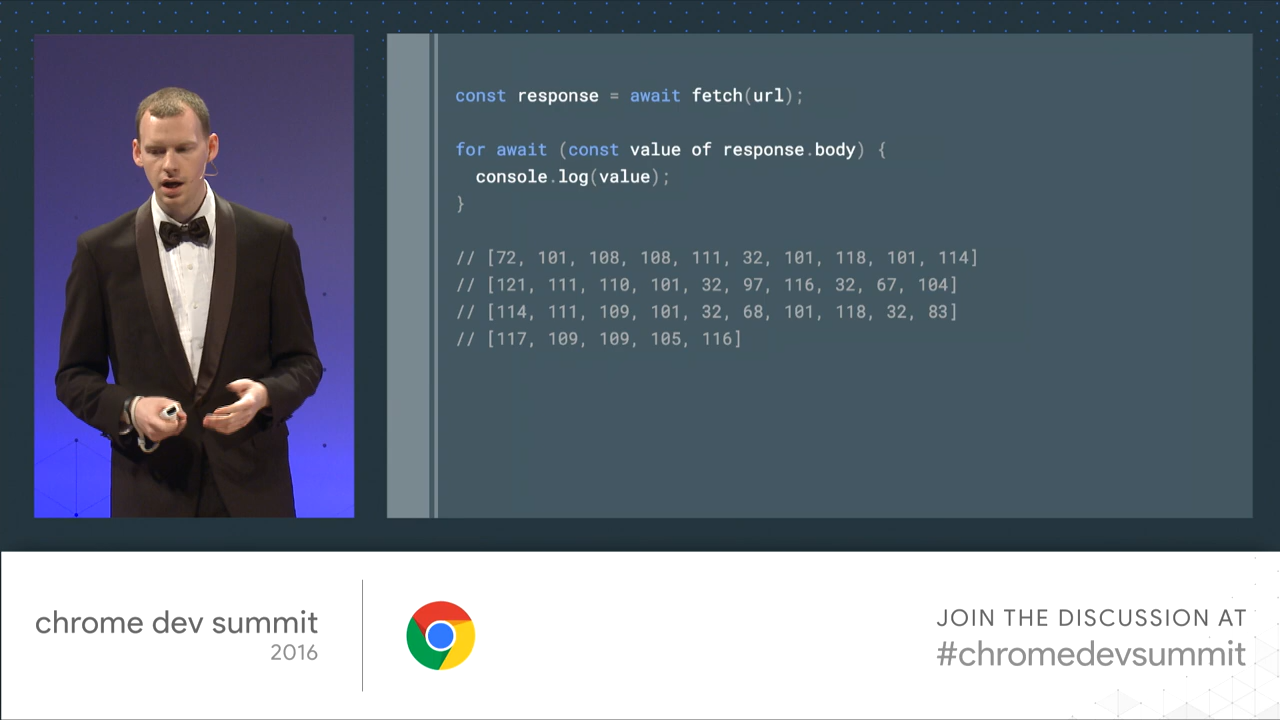 const response = await fetch(url);
for await (const value of response.body) {
console.log(value);
}
// [72, 101, 108, 108, 111, 32, 101, 118, 101, 114]
// [121, 111, 110, 101, 32, 97, 116, 32, 67, 104]
// [114, 111, 109, 101, 32, 68, 101, 118, 32, 83]
// [117, 109, 109, 105, 116]
chrome dev summit
2016
JOIN THE DISCUSSION AT
#chromedevsummit